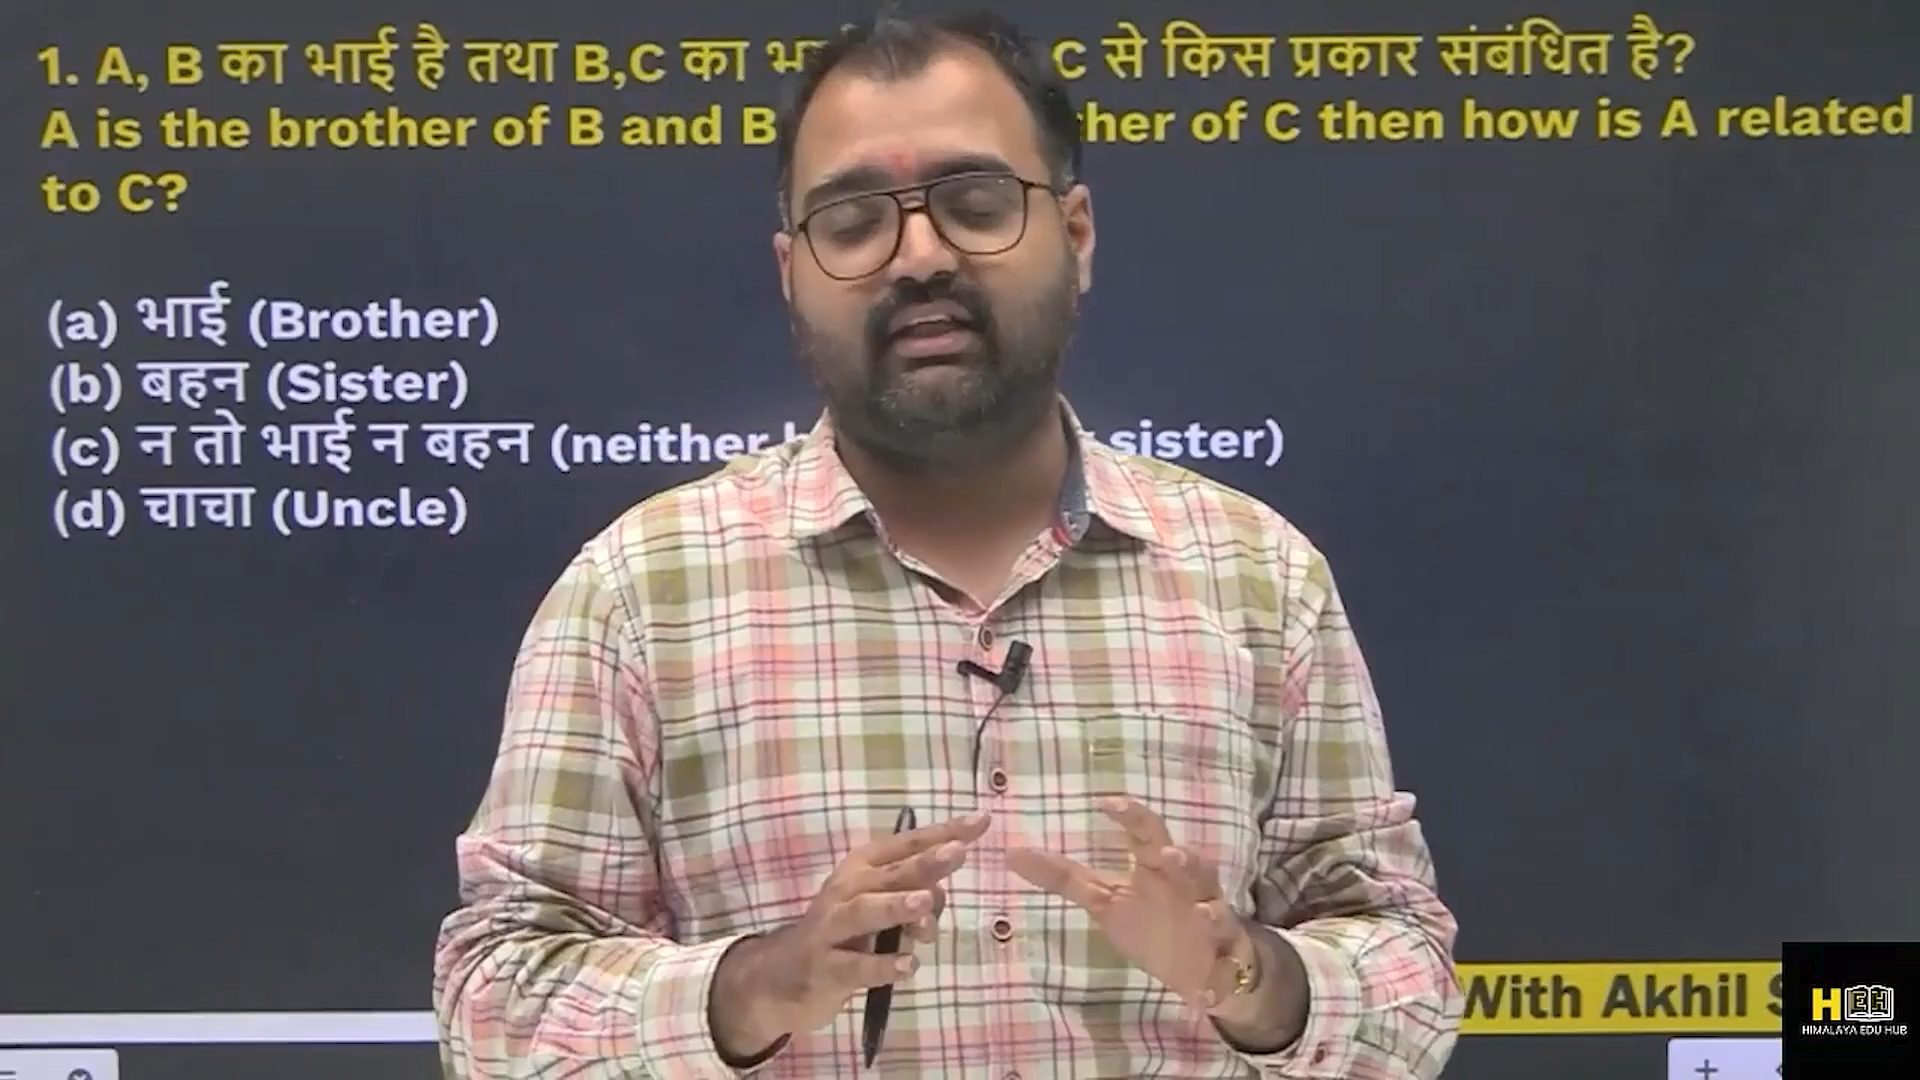 1. A, B का भाई है तथा B,C का C से किस प्रकार संबंधित है?
A is the brother of B and B of C then how is A related
to C?
(a) भाई (Brother)
(b) बहन (Sister)
(c) न तो भाई न बहन (neither sister)
(d) चाचा (Uncle)
With Akhil
HEH
HIMALAYA EDU HUB